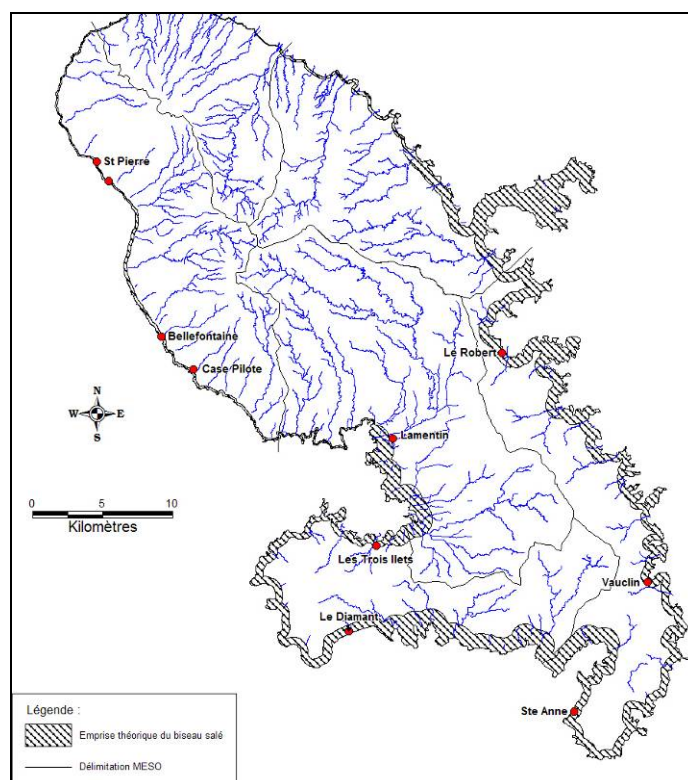 St Pierre
Bellefontaine
Case Pilote
Le Robert
N
W E
S
Lamentin
0 10
Kilomètres
Les Trois Ilets
Vauclin
Le Diamant
Ste Anne
Légende :
Emprise théorique du biseau salé
Délimitation MESO